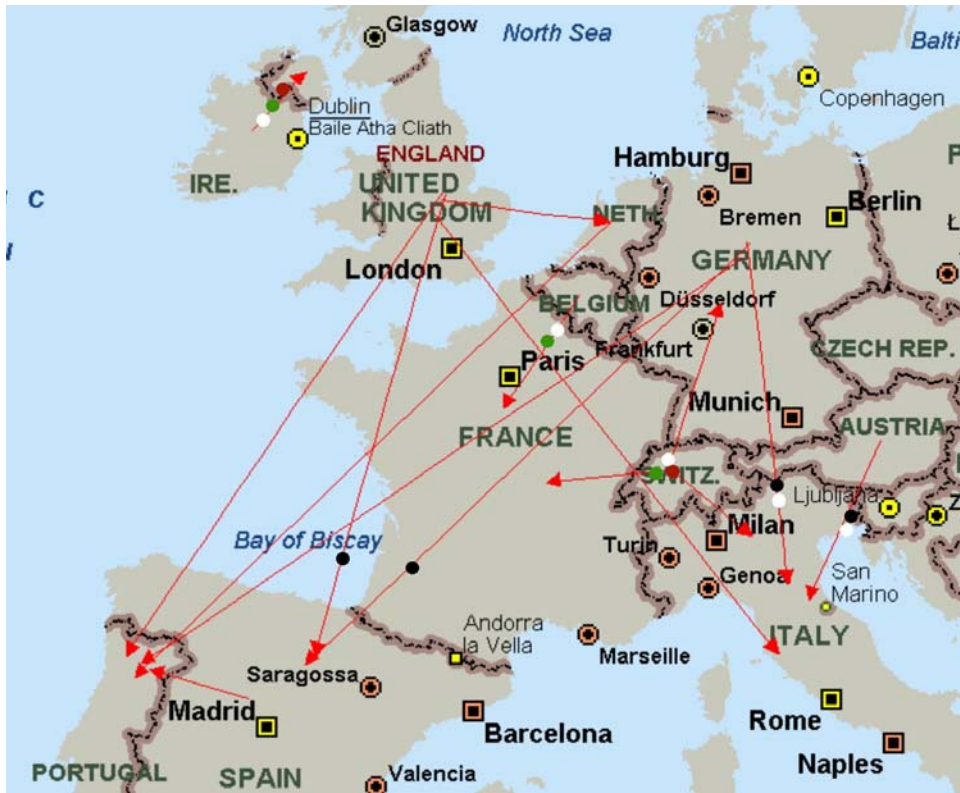 Glasgow
North Sea
Balti
Copenhagen
Dublin
Baile Atha Cliath
ENGLAND
IRE.
UNITED
KINGDOM
C
Hamburg
P
NETH.
Bremen
Berlin
Ł
London
GERMANY
BELGIUM
Düsseldorf
Frankfurt
Paris
CZECH REP.
Munich
AUSTRIA
FRANCE
SWITZ.
Ljubljana
Z
Bay of Biscay
Milan
Turin
Genoa
San
Marino
ITALY
Andorra
la Vella
Marseille
Saragossa
Madrid
Barcelona
Rome
Naples
PORTUGAL
SPAIN
Valencia